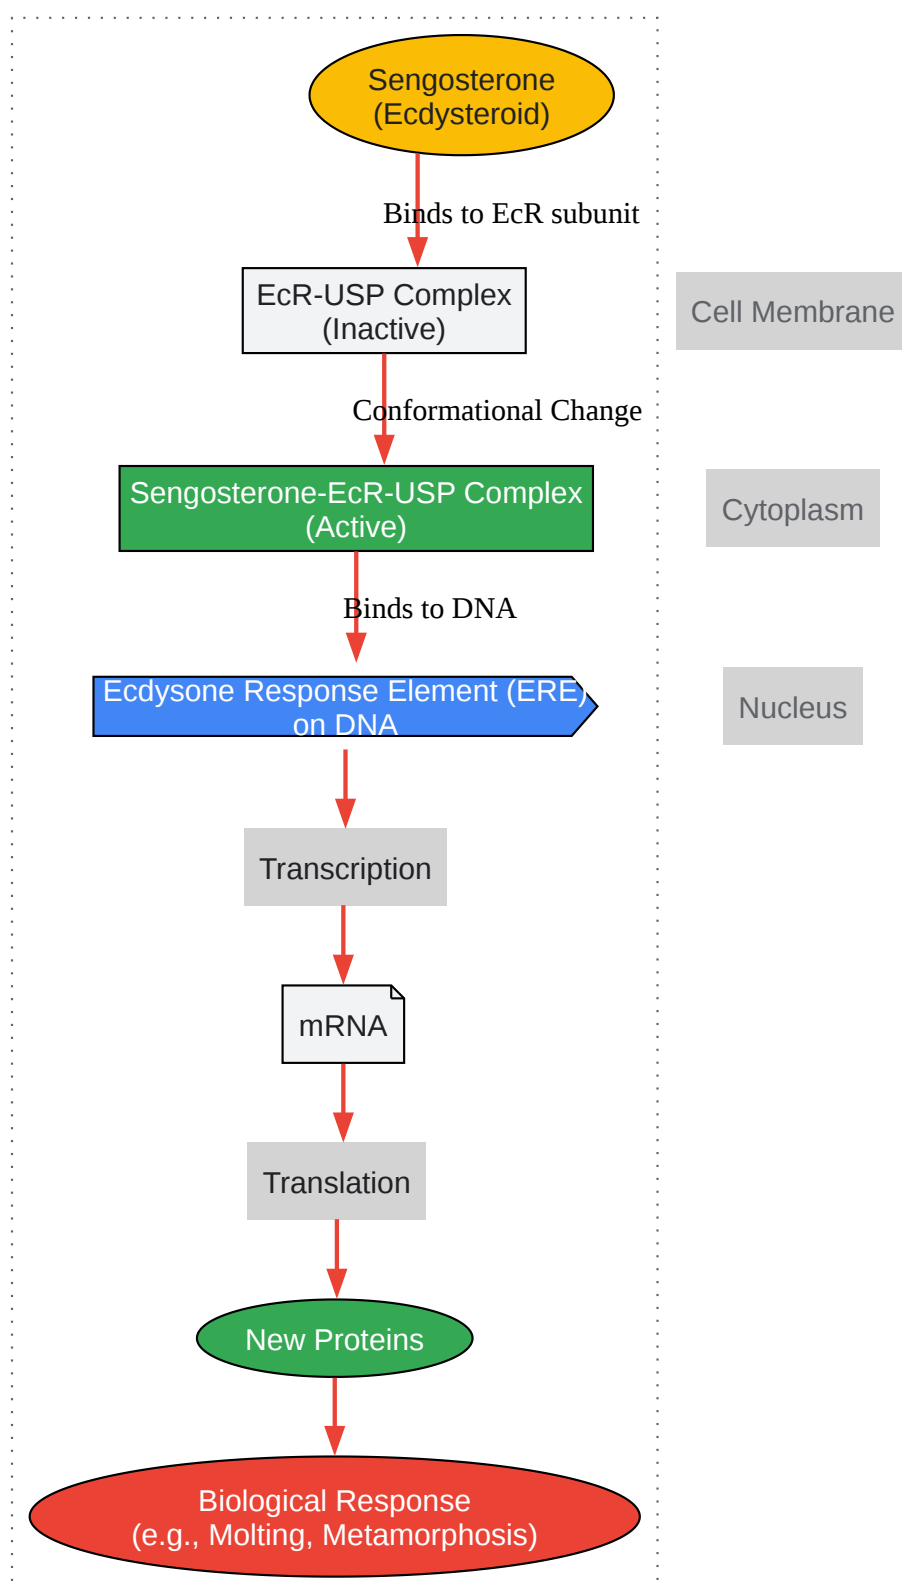 Sengosterone
(Ecdysteroid)
Binds to EcR subunit
EcR-USP Complex
(Inactive)
Cell Membrane
Conformational Change
Sengosterone-EcR-USP Complex
(Active)
Cytoplasm
Binds to DNA
Ecdysone Response Element (ERE)
on DNA
Nucleus
Transcription
mRNA
Translation
New Proteins
Biological Response
(e.g., Molting, Metamorphosis)